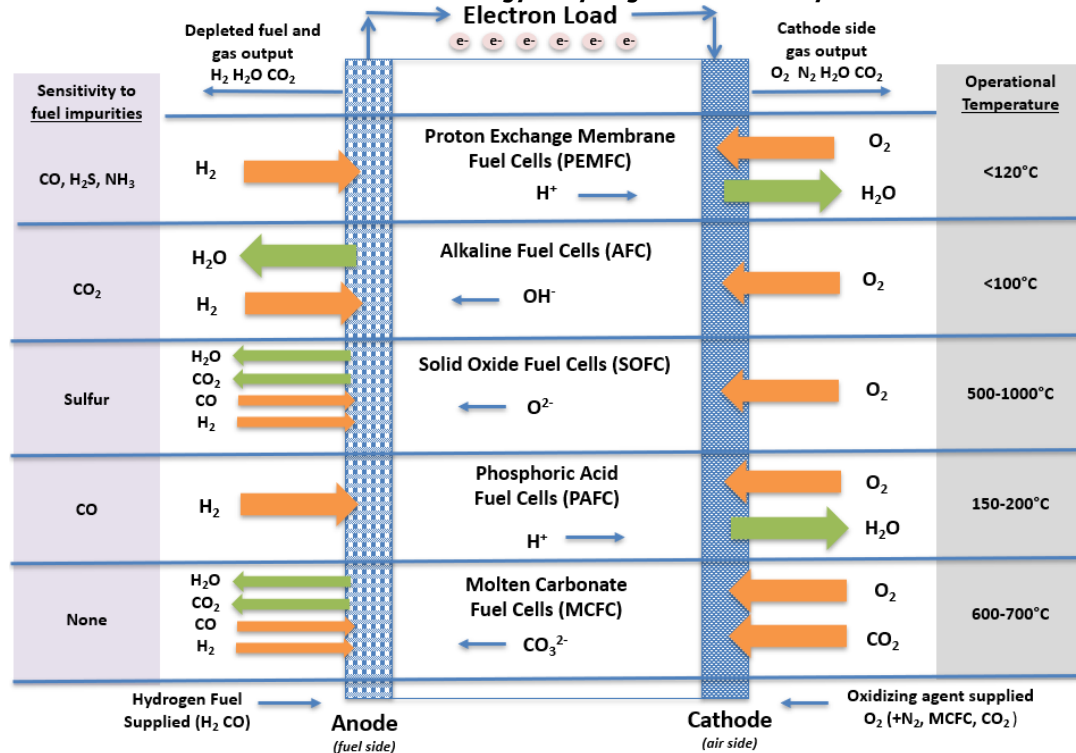 Electron Load
e- e- e- e- e- e-
Depleted fuel and
gas output
H₂ H₂O CO₂
Cathode side
gas output
O₂ N₂ H₂O CO₂
Sensitivity to
fuel impurities
Operational
Temperature
CO, H₂S, NH₃
H₂
Proton Exchange Membrane
Fuel Cells (PEMFC)
H⁺
O₂
H₂O
<120°C
CO₂
H₂O
H₂
Alkaline Fuel Cells (AFC)
OH⁻
O₂
<100°C
Sulfur
H₂O
CO₂
CO
H₂
Solid Oxide Fuel Cells (SOFC)
O²⁻
O₂
500-1000°C
CO
H₂
Phosphoric Acid
Fuel Cells (PAFC)
H⁺
O₂
H₂O
150-200°C
None
H₂O
CO₂
CO
H₂
Molten Carbonate
Fuel Cells (MCFC)
CO₃²⁻
O₂
CO₂
600-700°C
Hydrogen Fuel
Supplied (H₂ CO)
Anode
(fuel side)
Cathode
(air side)
Oxidizing agent supplied
O₂ (+N₂, MCFC, CO₂ )